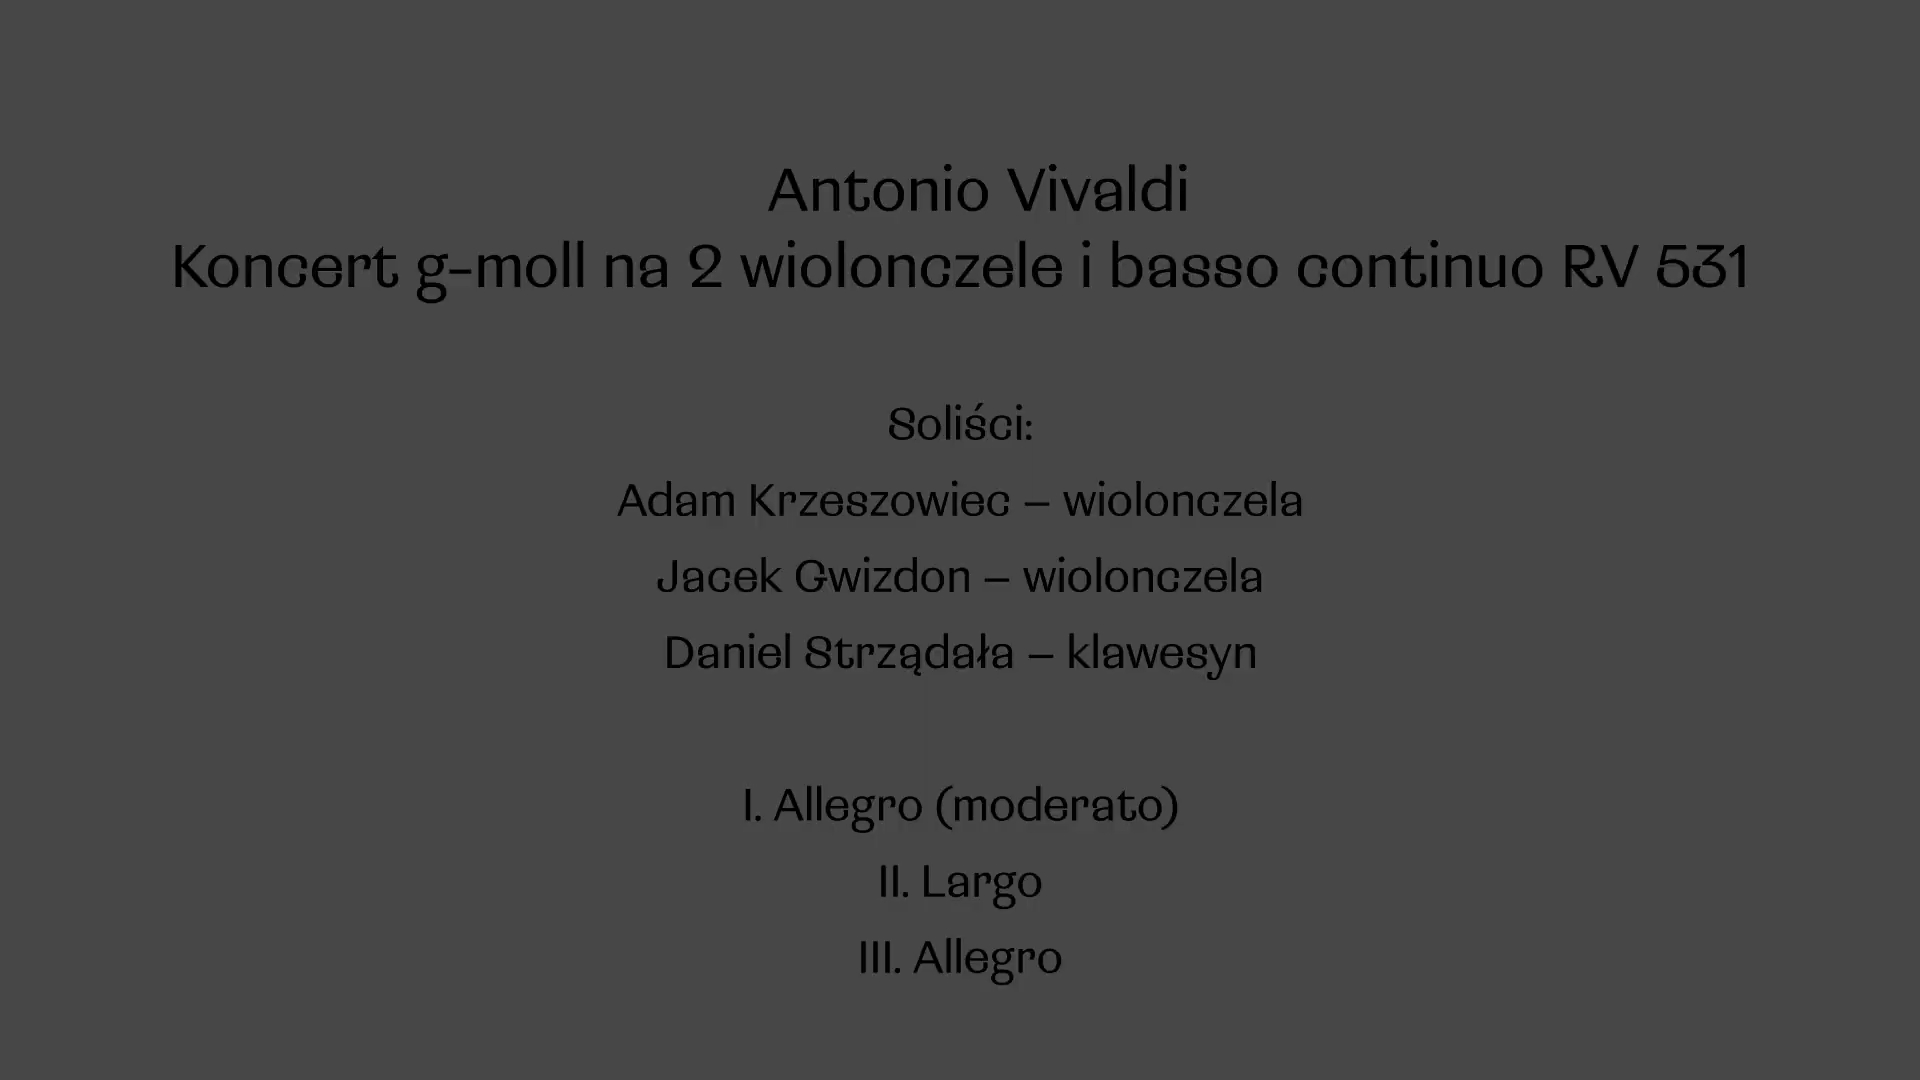 Antonio Vivaldi
Koncert g-moll na 2 wiolonczele i basso continuo RV 531
Soliści:
Adam Krzeszowiec – wiolonczela
Jacek Gwizdon – wiolonczela
Daniel Strządała – klawesyn
I. Allegro (moderato)
II. Largo
III. Allegro